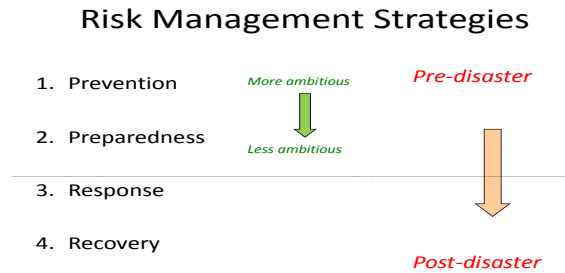 Risk Management Strategies
1. Prevention
More ambitious
Pre-disaster
2. Preparedness
Less ambitious
3. Response
4. Recovery
Post-disaster